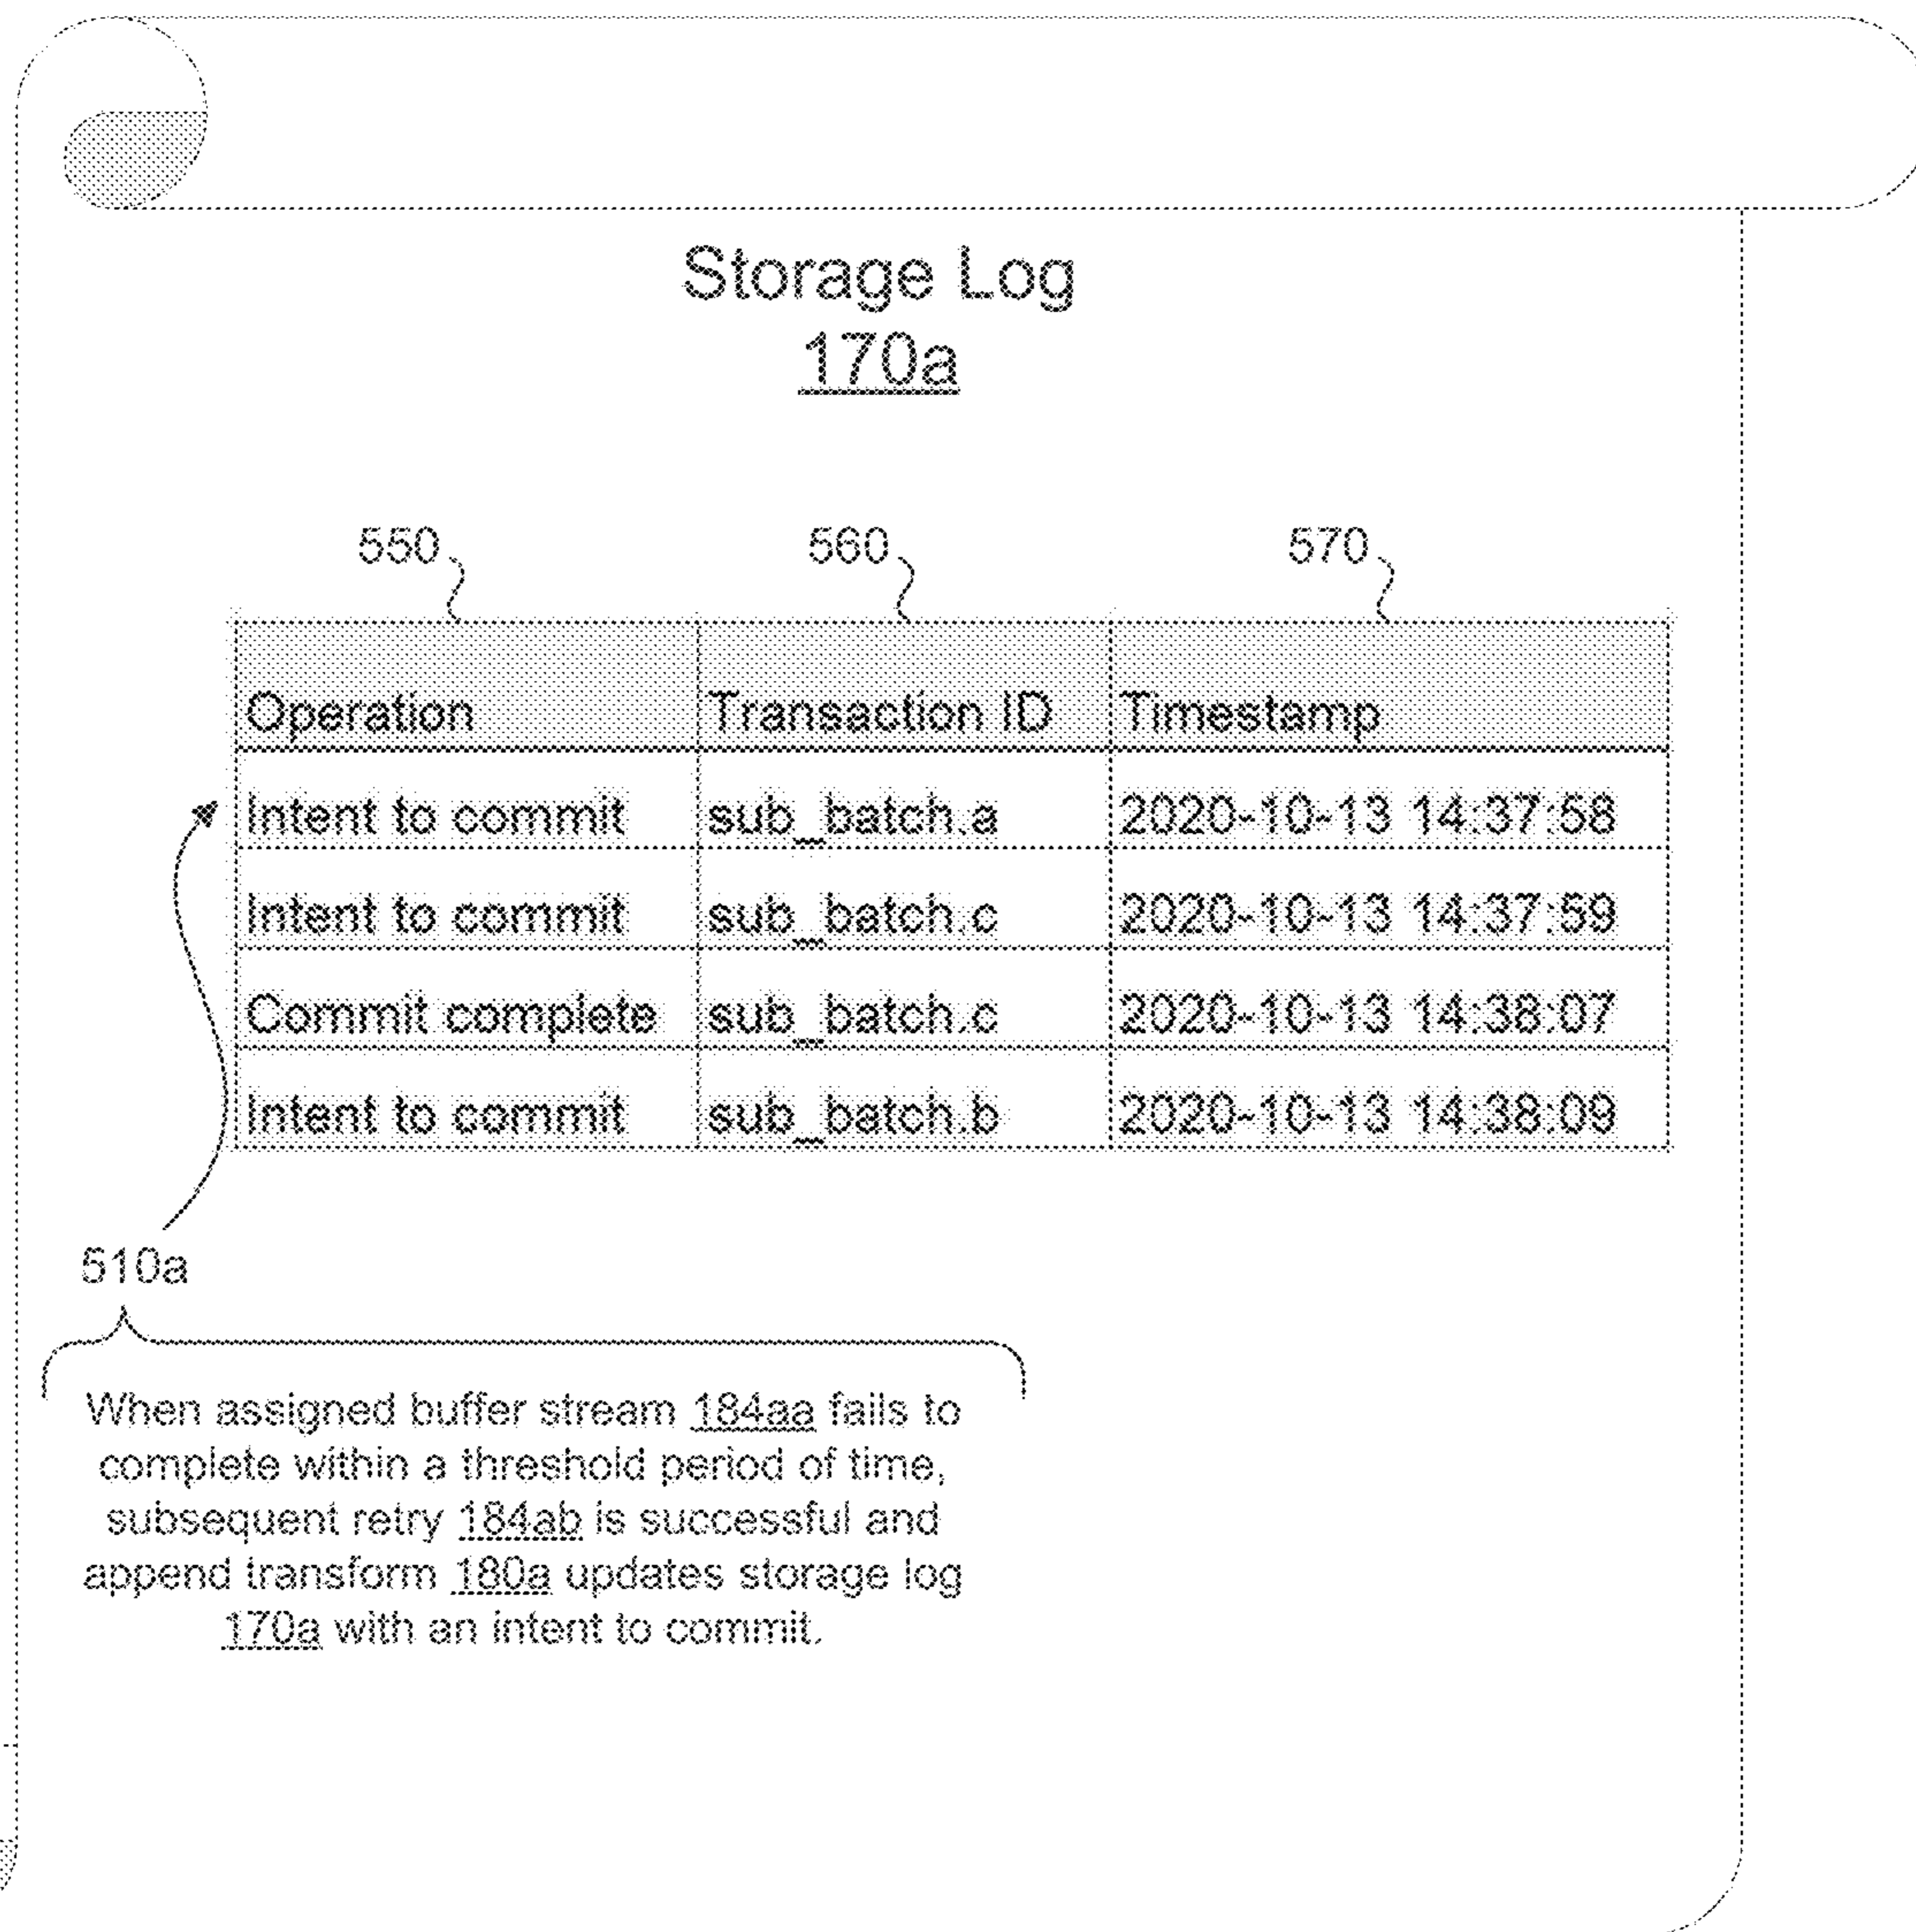 Storage Log
170a
550 560 570
Operation Transaction ID Timestamp
Intent to commit sub_batch.a 2020-10-13 14:37:58
Intent to commit sub_batch.c 2020-10-13 14:37:59
Commit complete sub_batch.c 2020-10-13 14:38:07
Intent to commit sub_batch.b 2020-10-13 14:38:09
510a
When assigned buffer stream 184aa fails to
complete within a threshold period of time,
subsequent retry 184ab is successful and
append transform 180a updates storage log
170a with an intent to commit.